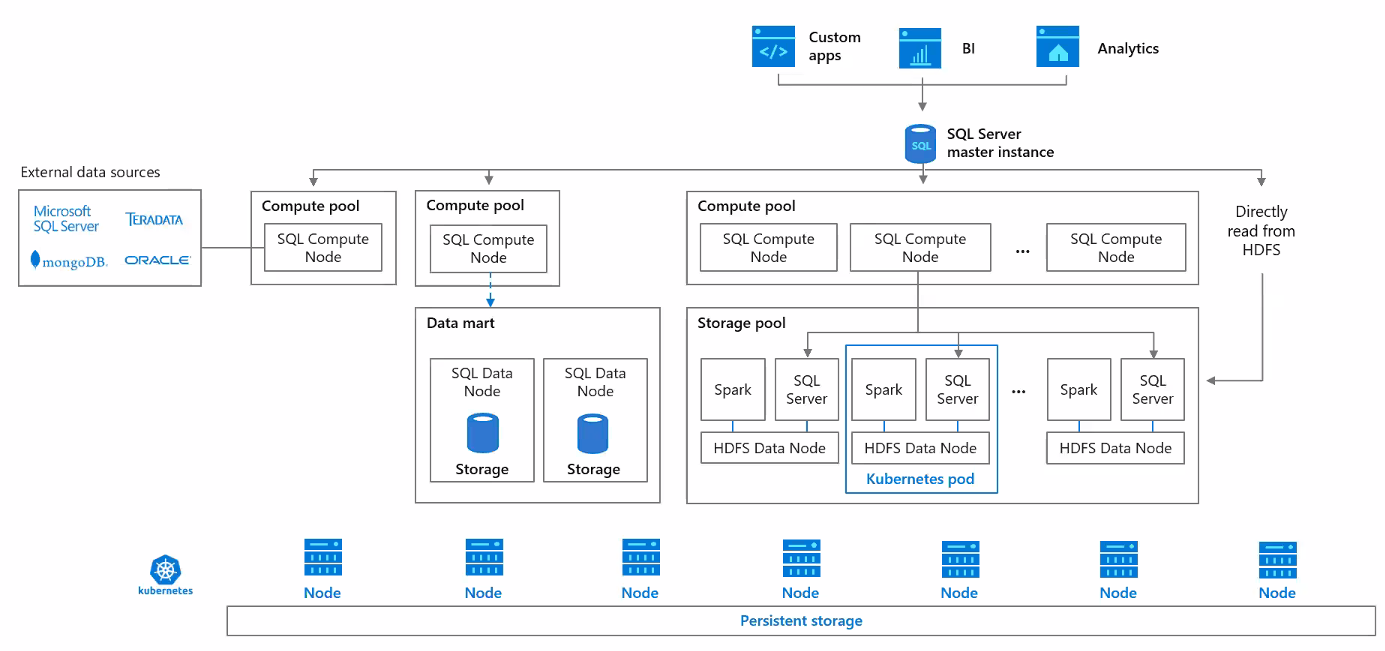 Custom
apps
BI
Analytics
</>
SQL
SQL Server
master instance
External data sources
Microsoft
SQL Server
TERADATA
mongoDB.
ORACLE
Compute pool
SQL Compute
Node
Compute pool
SQL Compute
Node
Compute pool
SQL Compute
Node
SQL Compute
Node
...
SQL Compute
Node
Directly
read from
HDFS
Data mart
SQL Data
Node
Storage
SQL Data
Node
Storage
Storage pool
Spark
SQL
Server
HDFS Data Node
Spark
SQL
Server
HDFS Data Node
Kubernetes pod
...
Spark
SQL
Server
HDFS Data Node
kubernetes
Node
Node
Node
Node
Node
Node
Node
Persistent storage